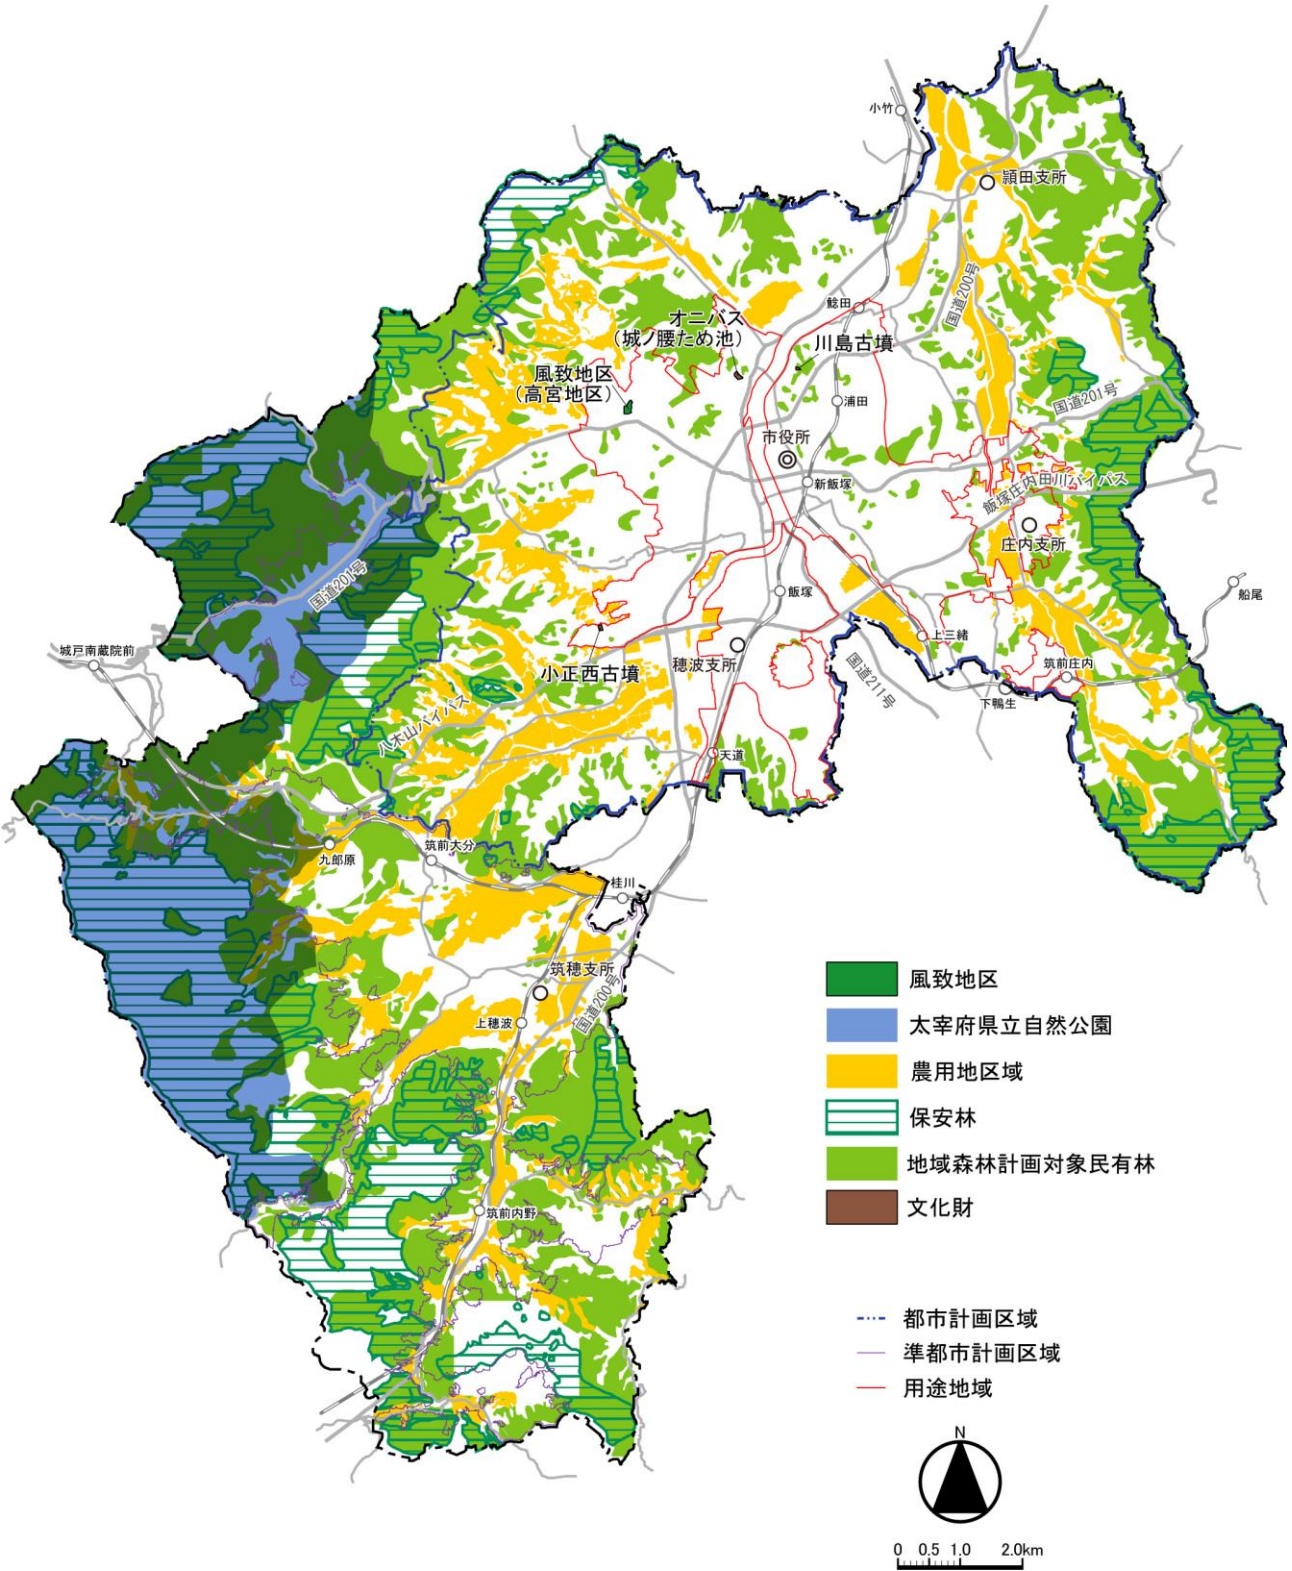 小竹
頴田支所
国道200号
鯰田
オニバス
(城ノ腰ため池)
川島古墳
風致地区
(高宮地区)
浦田
国道201号
市役所
新飯塚
飯塚庄内田川バイパス
庄内支所
国道201号
飯塚
船尾
上三緒
城戸南蔵院前
穂波支所
筑前庄内
小正西古墳
国道211号
下鴨生
八木山バイパス
天道
九郎原
筑前大分
桂川
筑穂支所
国道200号
上穂波
筑前内野
風致地区
太宰府県立自然公園
農用地区域
保安林
地域森林計画対象民有林
文化財
都市計画区域
準都市計画区域
用途地域
N
0 0.5 1.0 2.0km